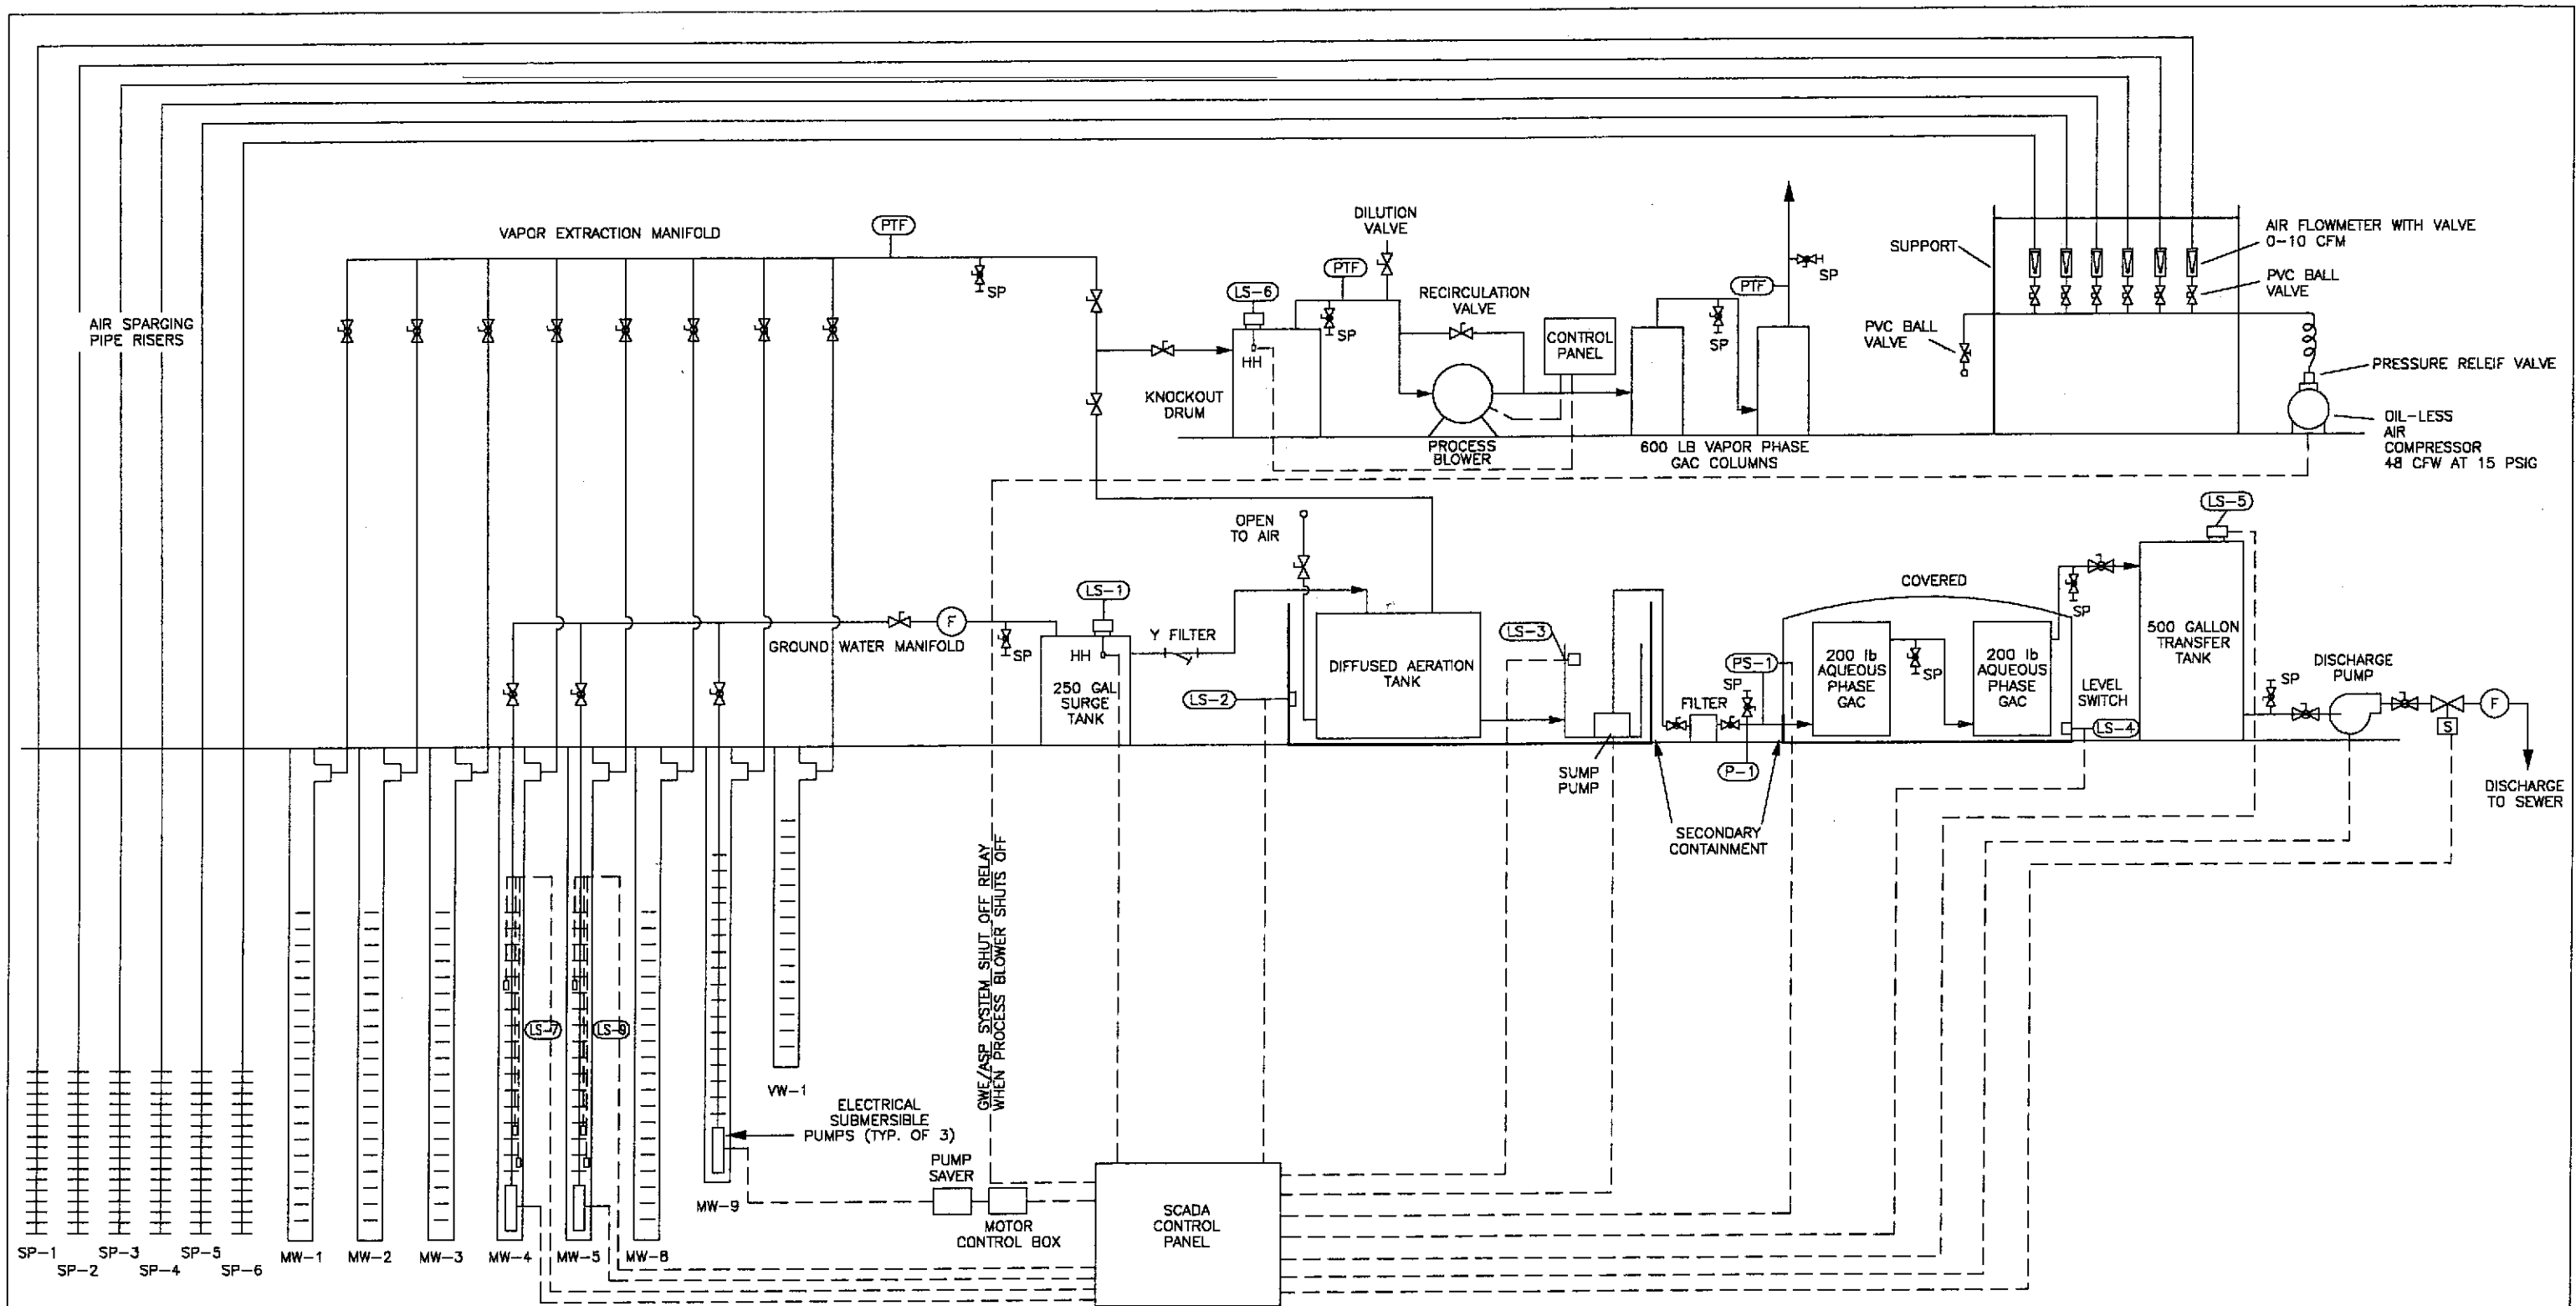 VAPOR EXTRACTION MANIFOLD
PTF
SP
AIR SPARGING
PIPE RISERS
DILUTION
VALVE
PTF
LS-6
SP
HH
KNOCKOUT
DRUM
RECIRCULATION
VALVE
CONTROL
PANEL
PROCESS
BLOWER
SP
PTF
SP
600 LB VAPOR PHASE
GAC COLUMNS
SUPPORT
AIR FLOWMETER WITH VALVE
0-10 CFM
PVC BALL
VALVE
PVC BALL
VALVE
PRESSURE RELEIF VALVE
OIL-LESS
AIR
COMPRESSOR
48 CFW AT 15 PSIG
OPEN
TO AIR
LS-1
F
GROUND WATER MANIFOLD
SP
HH
250 GAL
SURGE
TANK
Y FILTER
LS-2
DIFFUSED AERATION
TANK
LS-3
SUMP
PUMP
PS-1
SP
FILTER
P-1
SECONDARY
CONTAINMENT
COVERED
200 lb
AQUEOUS
PHASE
GAC
SP
200 lb
AQUEOUS
PHASE
GAC
SP
LEVEL
SWITCH
LS-4
LS-5
500 GALLON
TRANSFER
TANK
SP
DISCHARGE
PUMP
S
F
DISCHARGE
TO SEWER
GWE/ASP SYSTEM SHUT OFF RELAY
WHEN PROCESS BLOWER SHUTS OFF
LS-7
VW-1
ELECTRICAL
SUBMERSIBLE
PUMPS (TYP. OF 3)
PUMP
SAVER
MOTOR
CONTROL BOX
SCADA
CONTROL
PANEL
SP-1
SP-2
SP-3
SP-4
SP-5
SP-6
MW-1
MW-2
MW-3
MW-4
MW-5
MW-8
MW-9